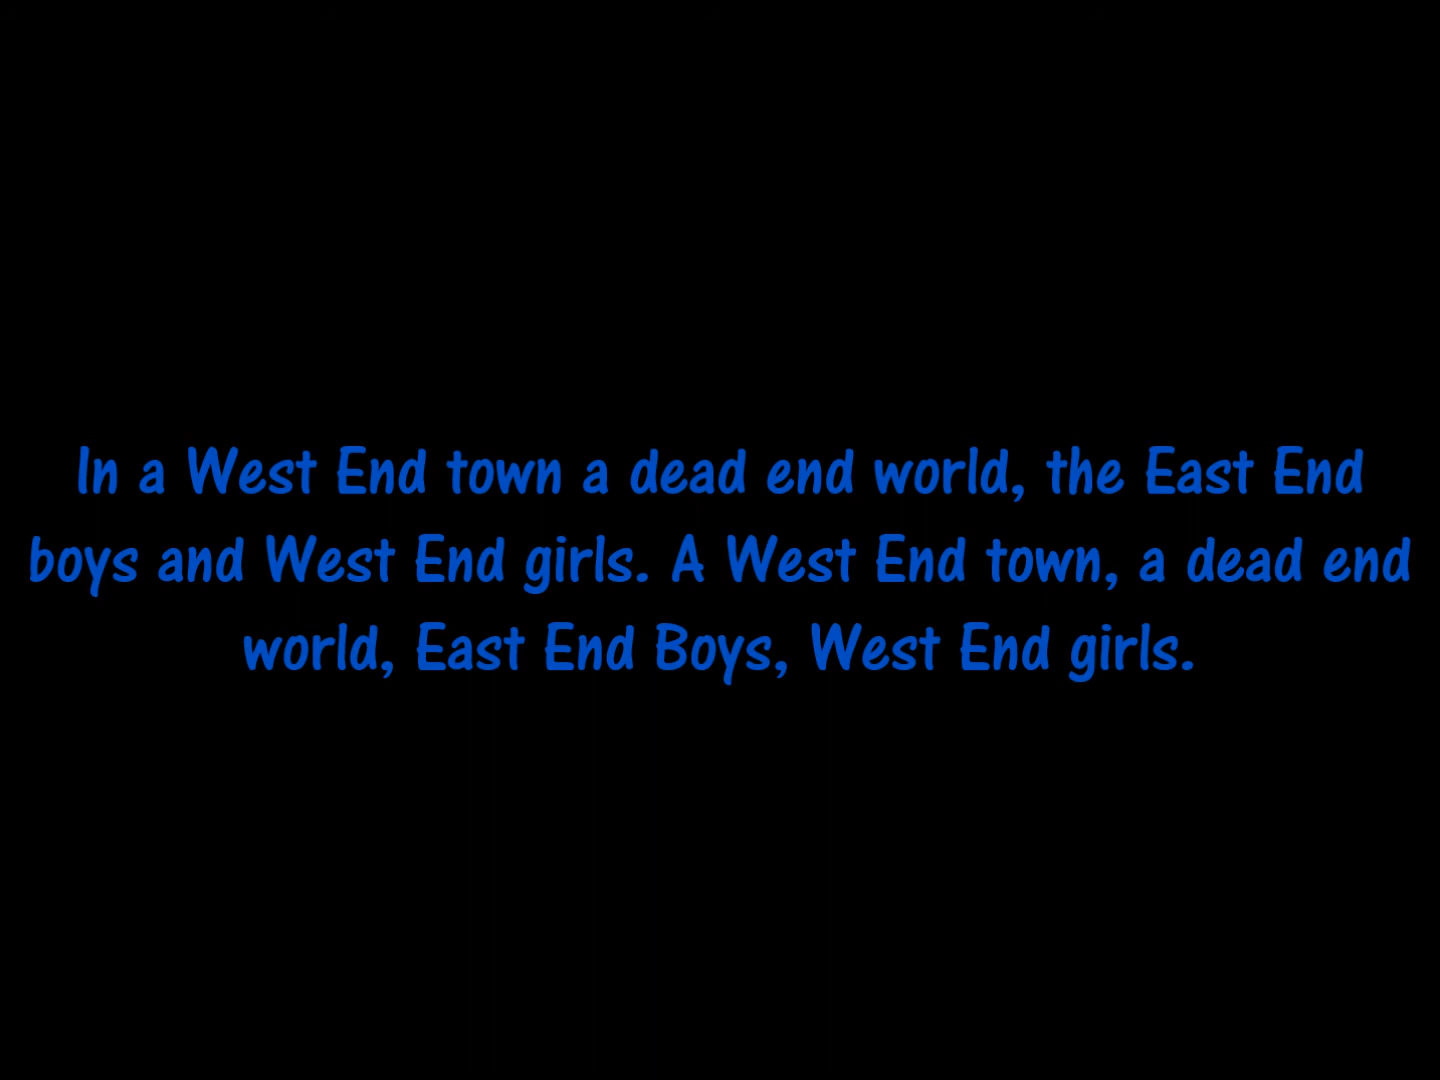 In a West End town a dead end world, the East End
boys and West End girls. A West End town, a dead end
world, East End Boys, West End girls.